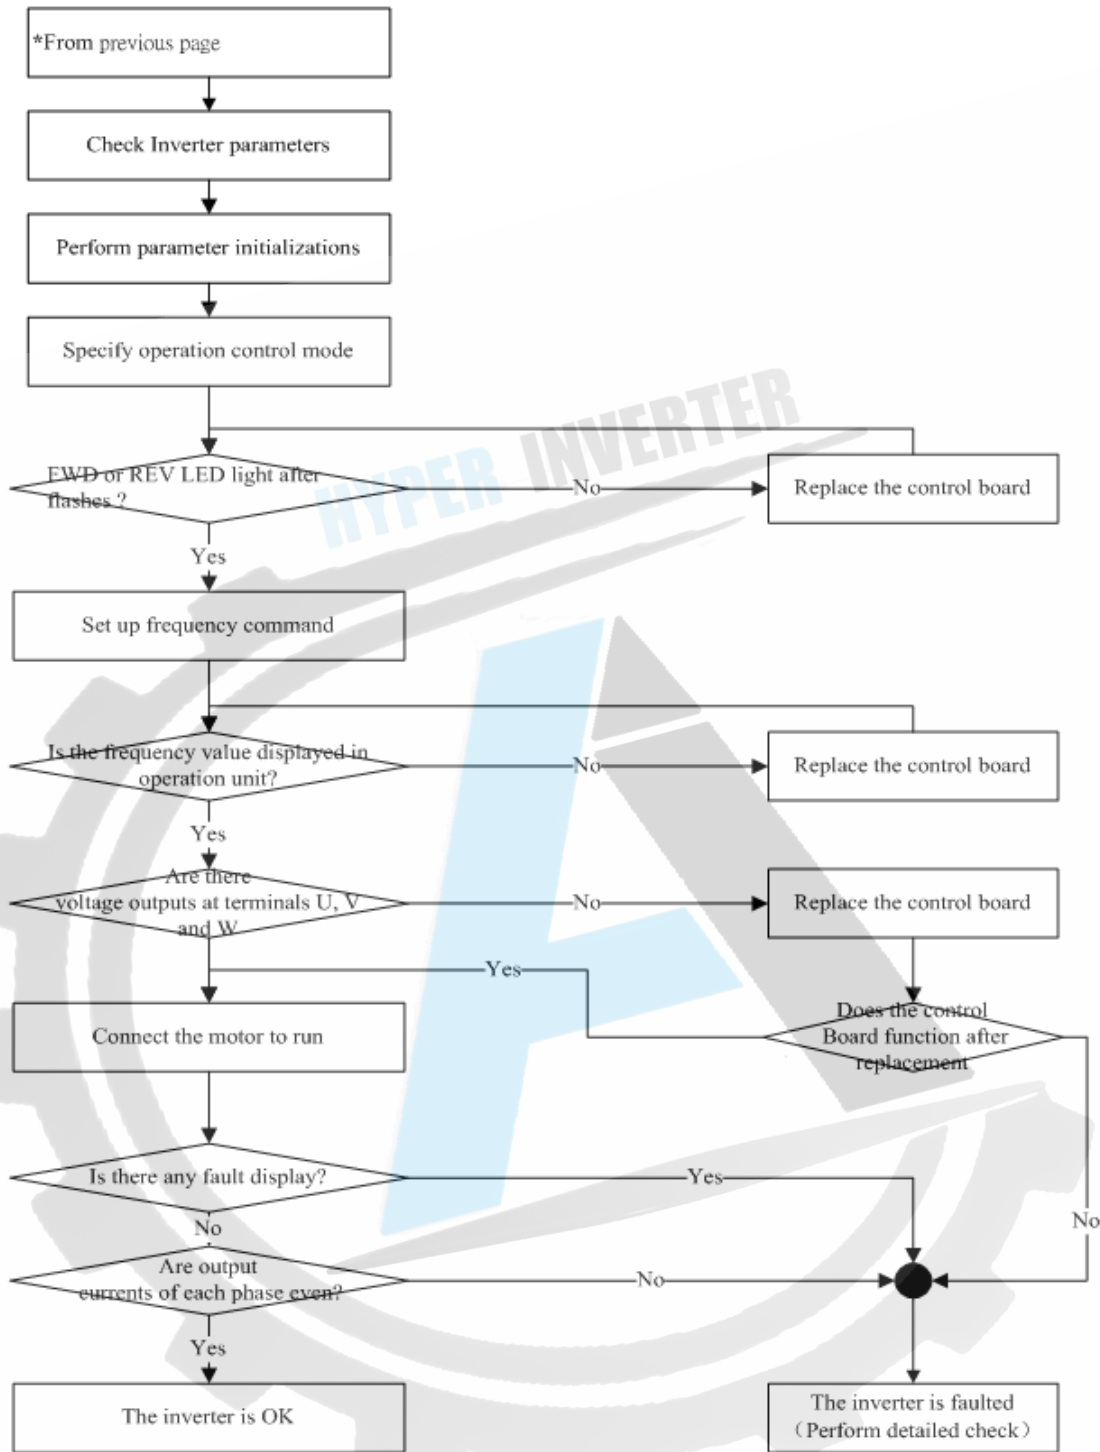 *From previous page
Check Inverter parameters
Perform parameter initializations
Specify operation control mode
HYPER INVERTER
FWD or REV LED light after
flashes ?
No
Replace the control board
Yes
Set up frequency command
Is the frequency value displayed in
operation unit?
No
Replace the control board
Yes
Are there
voltage outputs at terminals U, V
and W
No
Replace the control board
Yes
Does the control
Board function after
replacement
Connect the motor to run
Is there any fault display?
Yes
No
No
Are output
currents of each phase even?
No
Yes
The inverter is OK
The inverter is faulted
(Perform detailed check)